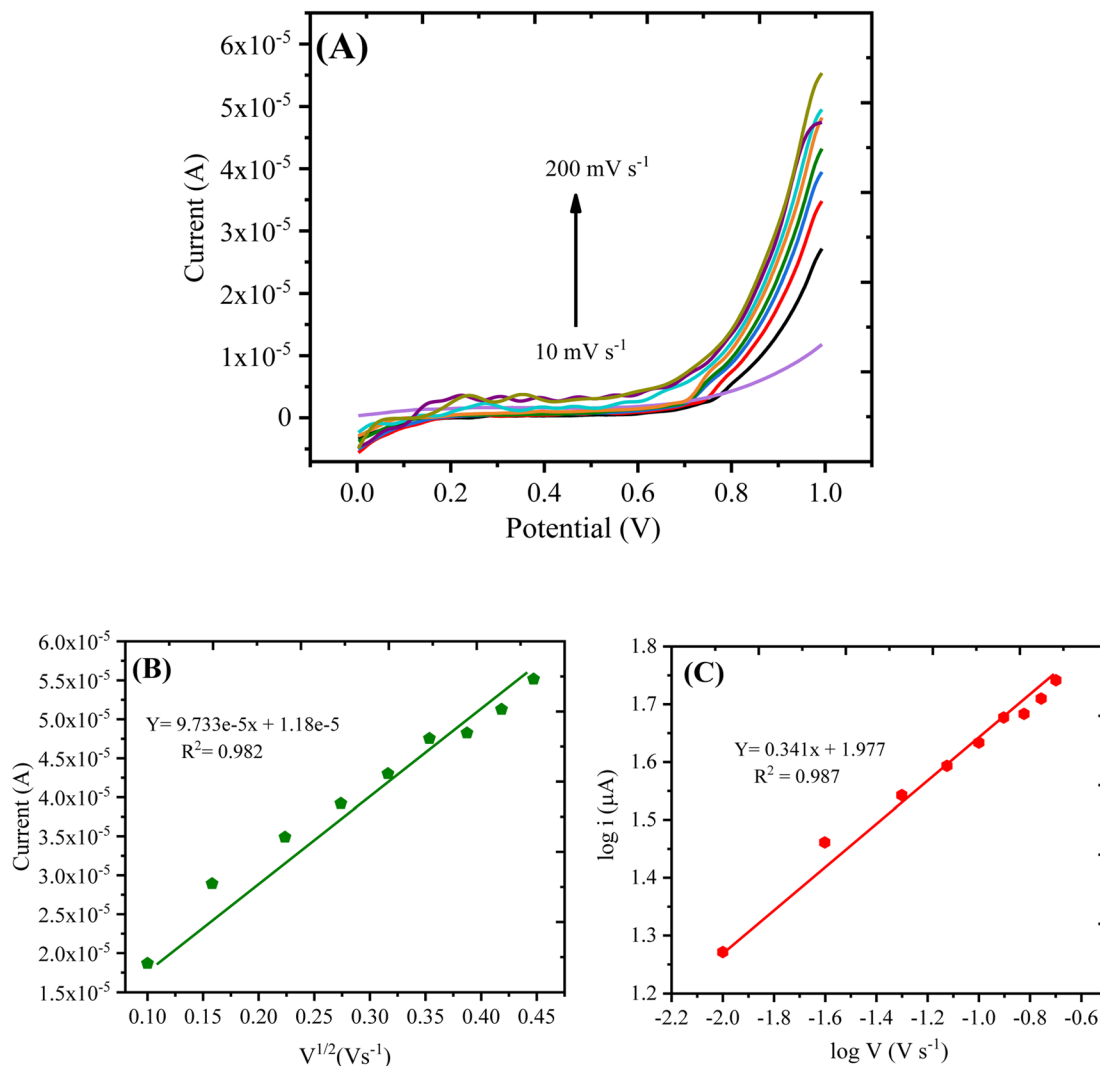 (A)
6x10⁻⁵
5x10⁻⁵
4x10⁻⁵
3x10⁻⁵
2x10⁻⁵
1x10⁻⁵
0
Current (A)
200 mV s⁻¹
10 mV s⁻¹
0.0 0.2 0.4 0.6 0.8 1.0
Potential (V)
(B)
6.0x10⁻⁵
5.5x10⁻⁵
5.0x10⁻⁵
4.5x10⁻⁵
4.0x10⁻⁵
3.5x10⁻⁵
3.0x10⁻⁵
2.5x10⁻⁵
2.0x10⁻⁵
1.5x10⁻⁵
Current (A)
Y= 9.733e-5x + 1.18e-5
R²= 0.982
0.10 0.15 0.20 0.25 0.30 0.35 0.40 0.45
V¹/²(Vs⁻¹)
(C)
1.8
1.7
1.6
1.5
1.4
1.3
1.2
log i (µA)
Y= 0.341x + 1.977
R² = 0.987
-2.2 -2.0 -1.8 -1.6 -1.4 -1.2 -1.0 -0.8 -0.6
log V (V s⁻¹)